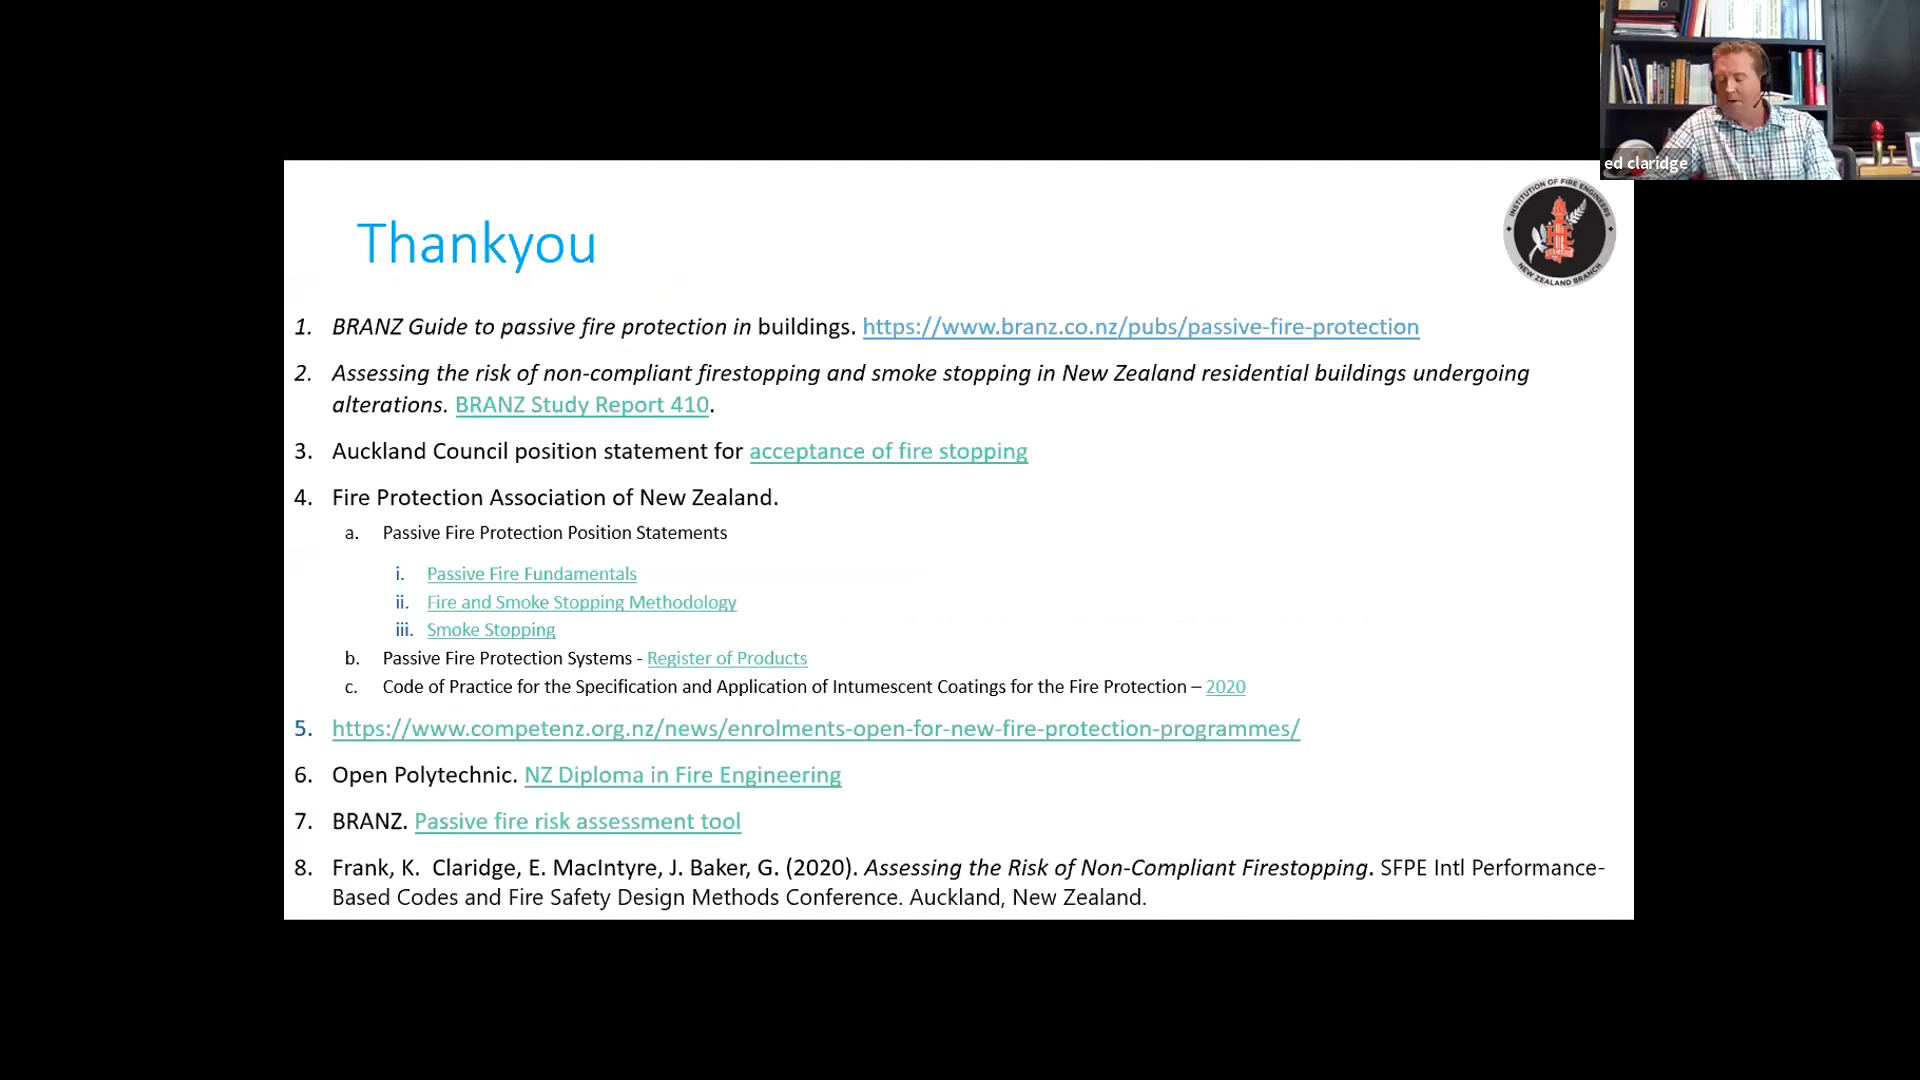 ed claridge
INSTITUTION OF FIRE ENGINEERS
NEW ZEALAND BRANCH
Thankyou
1. BRANZ Guide to passive fire protection in buildings. https://www.branz.co.nz/pubs/passive-fire-protection
2. Assessing the risk of non-compliant firestopping and smoke stopping in New Zealand residential buildings undergoing
alterations. BRANZ Study Report 410.
3. Auckland Council position statement for acceptance of fire stopping
4. Fire Protection Association of New Zealand.
a. Passive Fire Protection Position Statements
i. Passive Fire Fundamentals
ii. Fire and Smoke Stopping Methodology
iii. Smoke Stopping
b. Passive Fire Protection Systems - Register of Products
c. Code of Practice for the Specification and Application of Intumescent Coatings for the Fire Protection – 2020
5. https://www.competenz.org.nz/news/enrolments-open-for-new-fire-protection-programmes/
6. Open Polytechnic. NZ Diploma in Fire Engineering
7. BRANZ. Passive fire risk assessment tool
8. Frank, K. Claridge, E. MacIntyre, J. Baker, G. (2020). Assessing the Risk of Non-Compliant Firestopping. SFPE Intl Performance-
Based Codes and Fire Safety Design Methods Conference. Auckland, New Zealand.